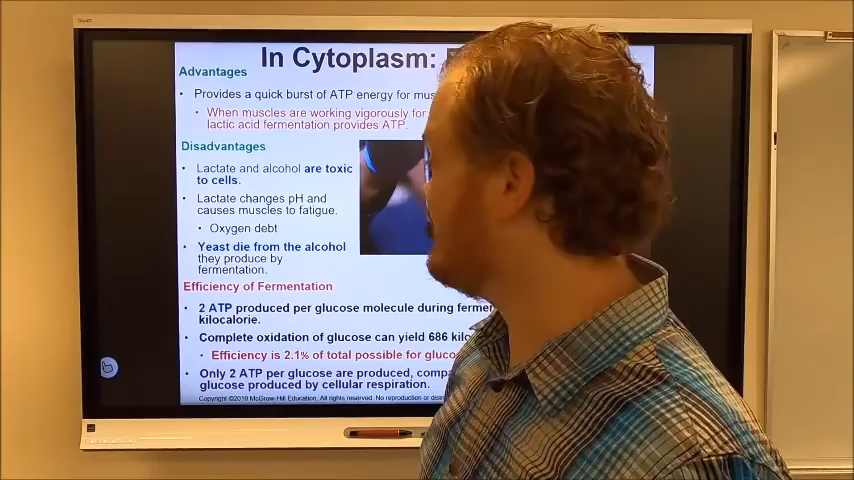 In Cytoplasm:
Advantages
• Provides a quick burst of ATP energy for
• When muscles are working vigorously for
lactic acid fermentation provides ATP.
Disadvantages
• Lactate and alcohol are toxic
to cells.
• Lactate changes pH and
causes muscles to fatigue.
• Oxygen debt
• Yeast die from the alcohol
they produce by
fermentation.
Efficiency of Fermentation
• 2 ATP produced per glucose molecule during
kilocalorie.
• Complete oxidation of glucose can yield 686
• Efficiency is 2.1% of total possible for
• Only 2 ATP per glucose are produced,
glucose produced by cellular respiration.
Copyright ©2019 McGraw-Hill Education. All rights reserved. No reproduction or